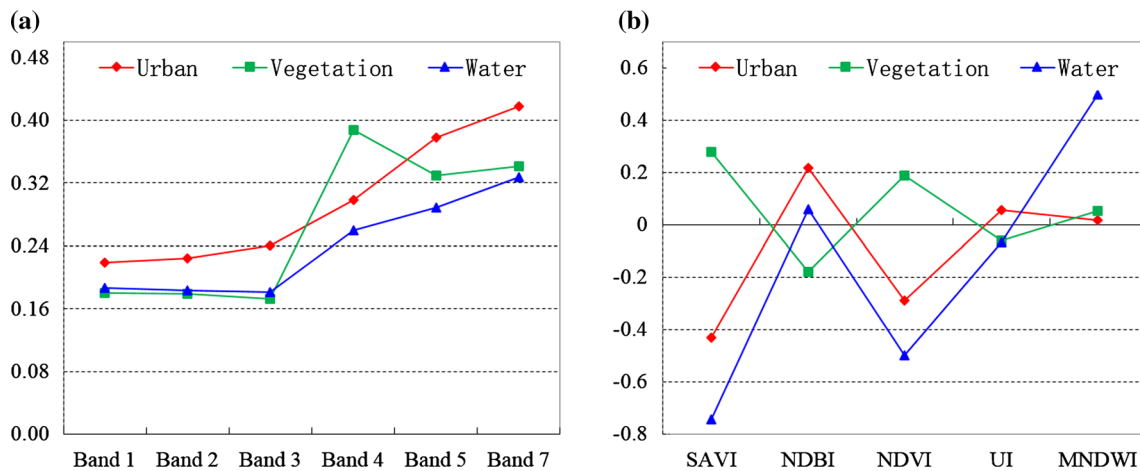 (a)
0.48
Urban
Vegetation
Water
0.40
0.32
0.24
0.16
0.08
0.00
Band 1
Band 2
Band 3
Band 4
Band 5
Band 7
(b)
0.6
Urban
Vegetation
Water
0.4
0.2
0
-0.2
-0.4
-0.6
-0.8
SAVI
NDBI
NDVI
UI
MNDWI